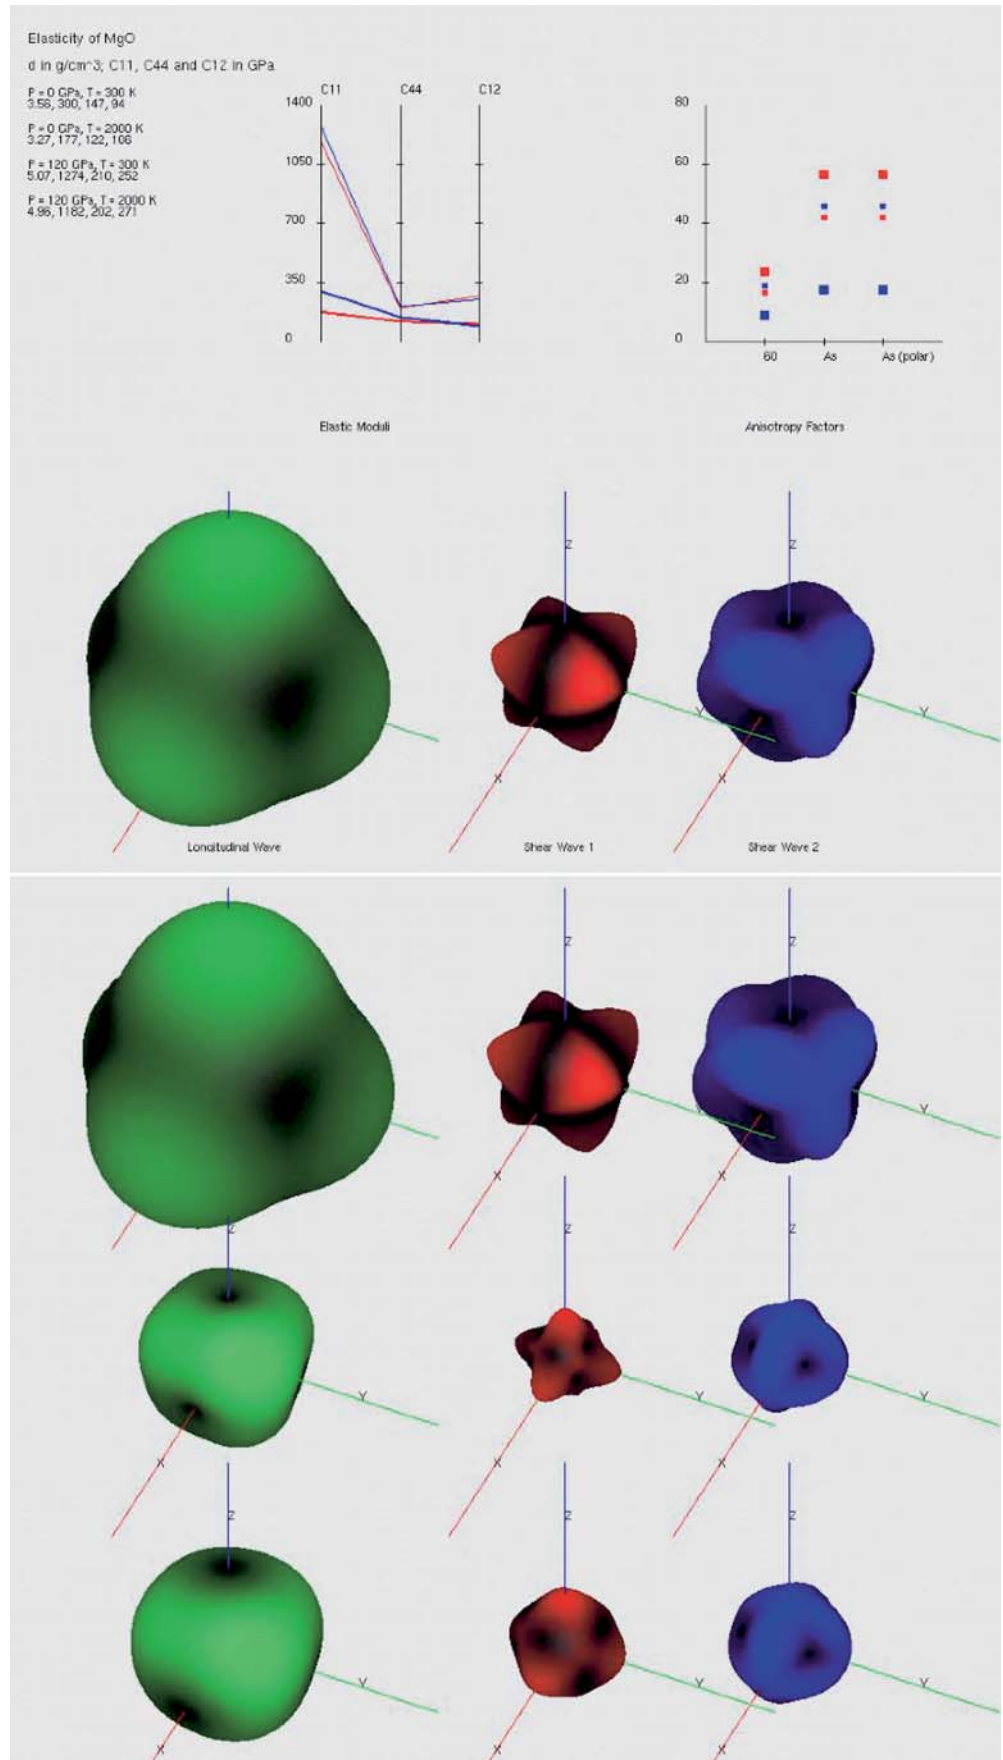 Elasticity of MgO
d in g/cm^3; C11, C44 and C12 in GPa
P = 0 GPa, T = 300 K
3.56, 300, 147, 94
P = 0 GPa, T = 2000 K
3.27, 177, 122, 106
P = 120 GPa, T = 300 K
5.07, 1274, 210, 252
P = 120 GPa, T = 2000 K
4.96, 1182, 202, 271
C11 C44 C12
1400
1050
700
350
0
Elastic Moduli
80
60
40
20
0
60 As As (polar)
Anisotropy Factors
Z Z
Y Y
X X
Longitudinal Wave Shear Wave 1 Shear Wave 2
Z Z
Y Y
X X
Z Z Z
Y Y Y
X X X
Z Z Z
Y Y Y
X X X